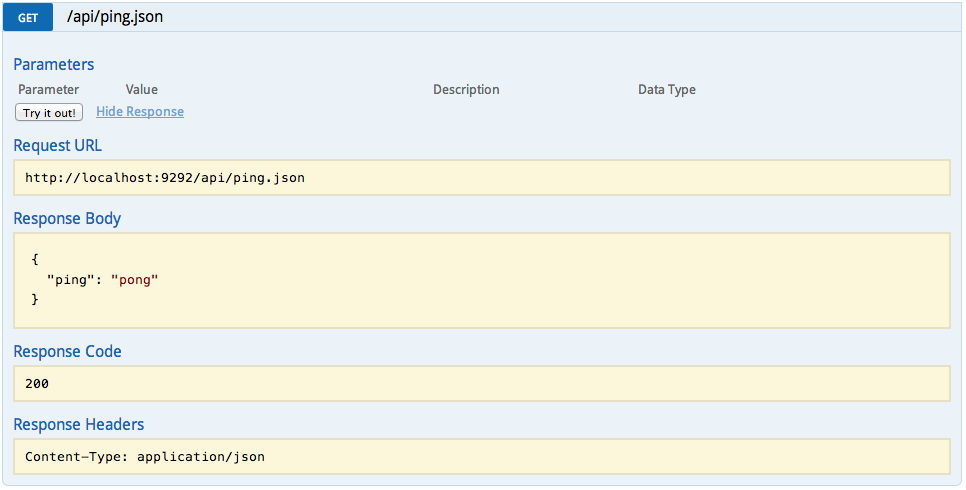 GET /api/ping.json
Parameters
Parameter Value Description Data Type
Try it out! Hide Response
Request URL
http://localhost:9292/api/ping.json
Response Body
{
"ping": "pong"
}
Response Code
200
Response Headers
Content-Type: application/json